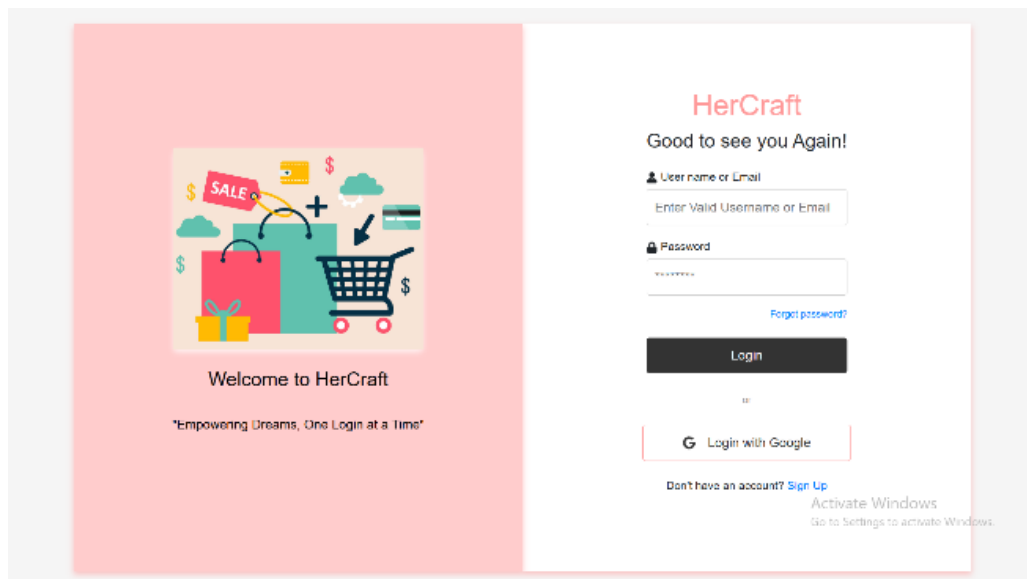 SALE
Welcome to HerCraft
"Empowering Dreams, One Login at a Time"
HerCraft
Good to see you Again!
User name or Email
Enter Valid Username or Email
Password
********
Forgot password?
Login
or
G Login with Google
Don't have an account? Sign Up
Activate Windows
Go to Settings to activate Windows.